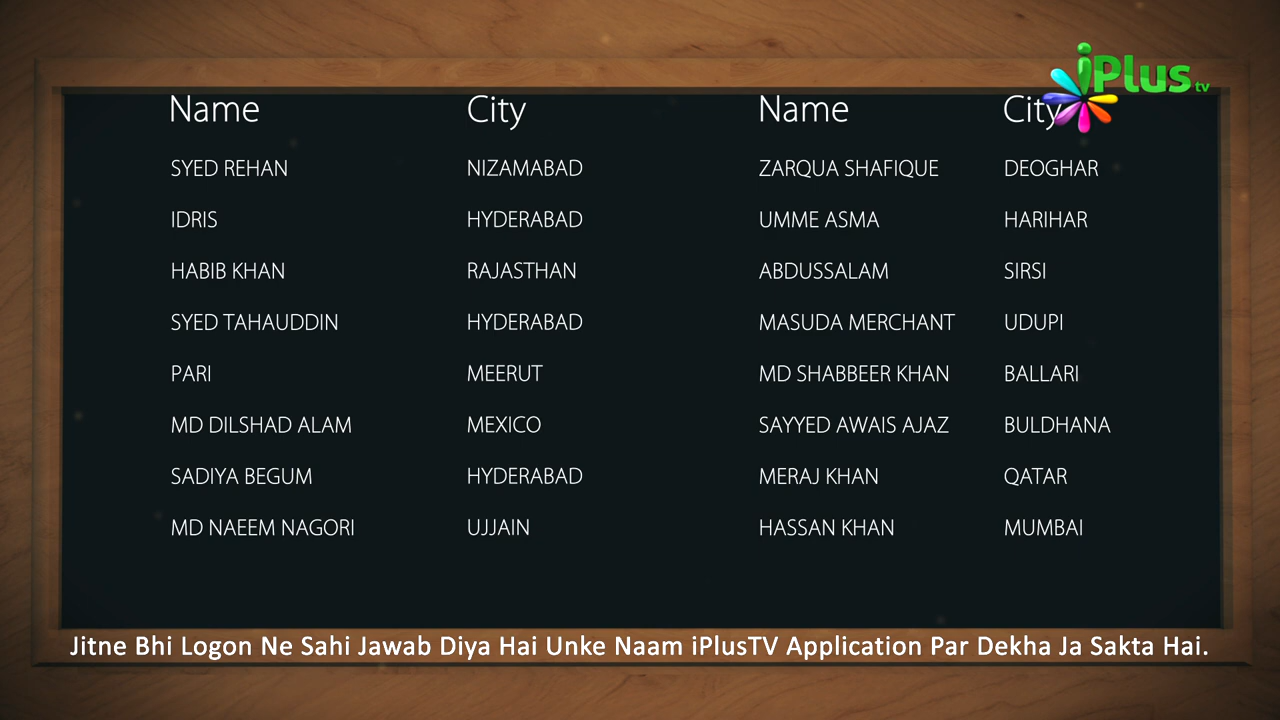 iPlus tv
Name City Name City
SYED REHAN NIZAMABAD ZARQUA SHAFIQUE DEOGHAR
IDRIS HYDERABAD UMME ASMA HARIHAR
HABIB KHAN RAJASTHAN ABDUSSALAM SIRSI
SYED TAHAUDDIN HYDERABAD MASUDA MERCHANT UDUPI
PARI MEERUT MD SHABBEER KHAN BALLARI
MD DILSHAD ALAM MEXICO SAYYED AWAIS AJAZ BULDHANA
SADIYA BEGUM HYDERABAD MERAJ KHAN QATAR
MD NAEEM NAGORI UJJAIN HASSAN KHAN MUMBAI
Jitne Bhi Logon Ne Sahi Jawab Diya Hai Unke Naam iPlusTV Application Par Dekha Ja Sakta Hai.